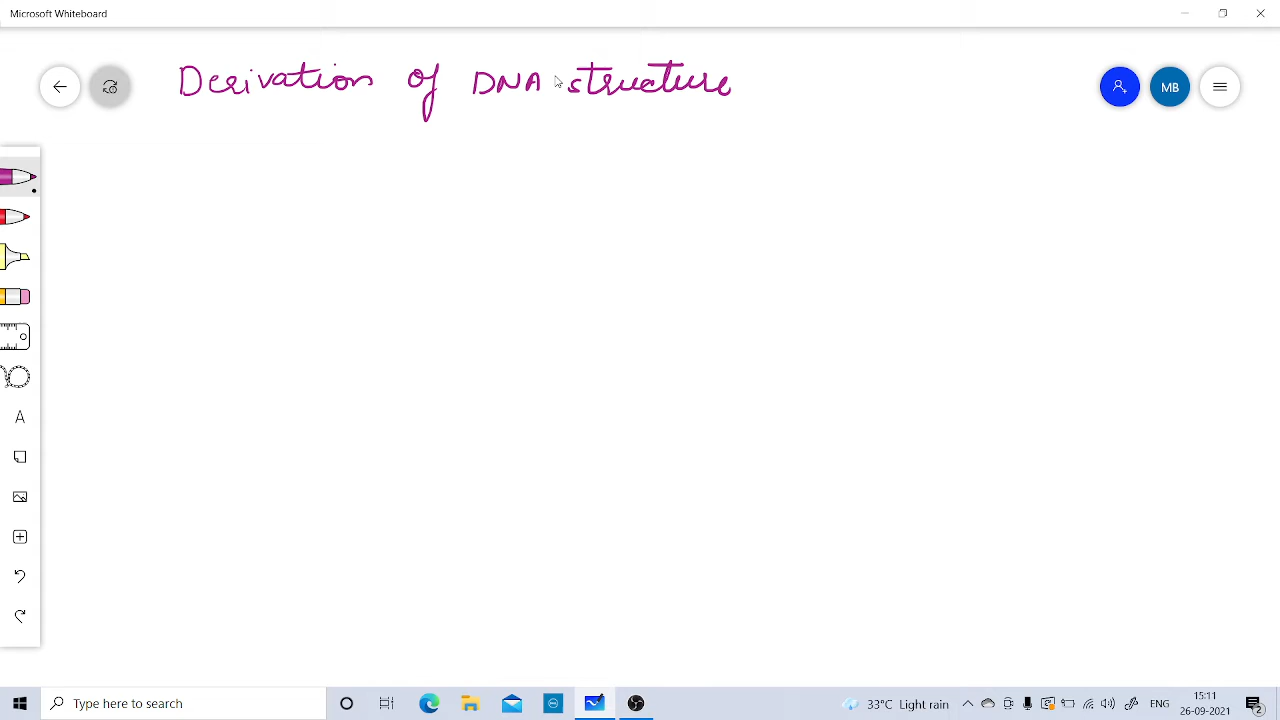 Microsoft Whiteboard
Derivation of DNA structure
MB
A
Type here to search
33°C Light rain
ENG
15:11
26-09-2021
2